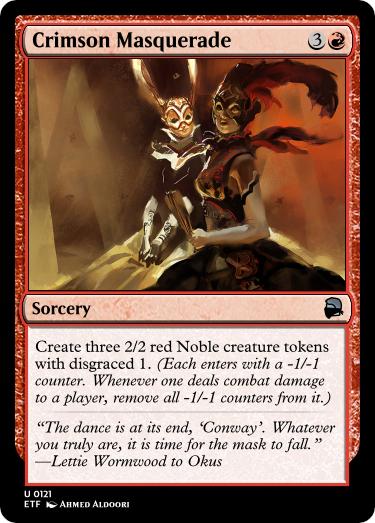 Crimson Masquerade 3
Sorcery
Create three 2/2 red Noble creature tokens
with disgraced 1. (Each enters with a -1/-1
counter. Whenever one deals combat damage
to a player, remove all -1/-1 counters from it.)
“The dance is at its end, ‘Conway’. Whatever
you truly are, it is time for the mask to fall.”
—Lettie Wormwood to Okus
U 0121
ETF Ahmed Aldoori